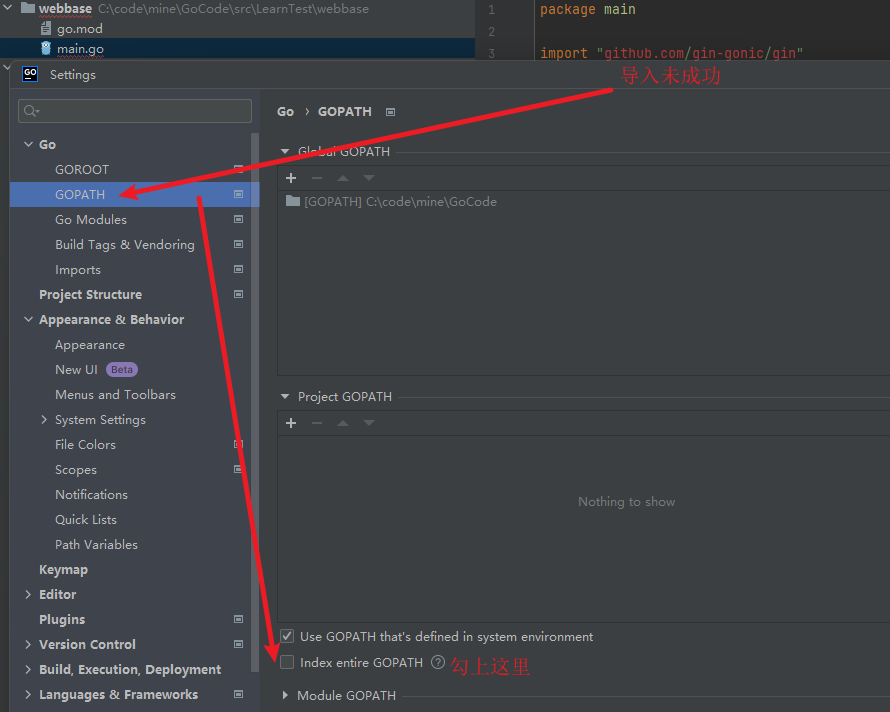 webbase C:\code\mine\GoCode\src\LearnTest\webbase
go.mod
main.go
1 package main
2
3 import "github.com/gin-gonic/gin"
导入未成功
GO Settings
Go
GOROOT
GOPATH
Go Modules
Build Tags & Vendoring
Imports
Project Structure
Appearance & Behavior
Appearance
New UI Beta
Menus and Toolbars
System Settings
File Colors
Scopes
Notifications
Quick Lists
Path Variables
Keymap
Editor
Plugins
Version Control
Build, Execution, Deployment
Languages & Frameworks
Go › GOPATH
Global GOPATH
[GOPATH] C:\code\mine\GoCode
Project GOPATH
Nothing to show
Use GOPATH that's defined in system environment
Index entire GOPATH ? 勾上这里
Module GOPATH